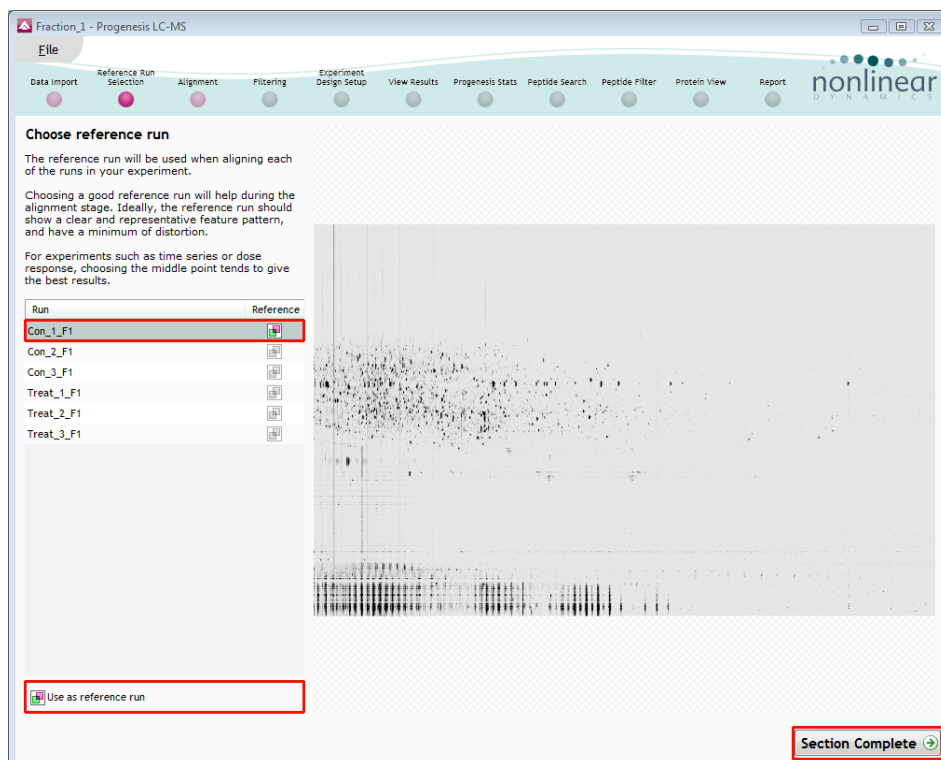 Fraction_1 - Progenesis LC-MS
File
Data Import
Reference Run
Selection
Alignment
Filtering
Experiment
Design Setup
View Results
Progenesis Stats
Peptide Search
Peptide Filter
Protein View
Report
nonlinear
DYNAMICS
Choose reference run
The reference run will be used when aligning each
of the runs in your experiment.
Choosing a good reference run will help during the
alignment stage. Ideally, the reference run should
show a clear and representative feature pattern,
and have a minimum of distortion.
For experiments such as time series or dose
response, choosing the middle point tends to give
the best results.
Run Reference
Con_1_F1
Con_2_F1
Con_3_F1
Treat_1_F1
Treat_2_F1
Treat_3_F1
Use as reference run
Section Complete